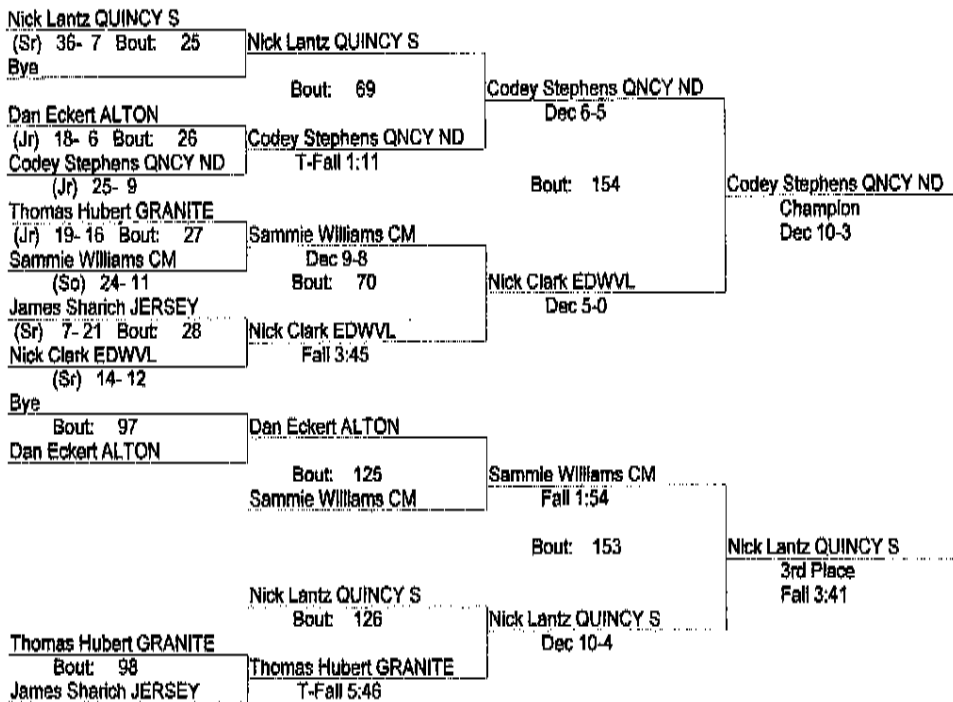 Nick Lantz QUINCY S
(Sr) 36- 7 Bout: 25
Bye
Nick Lantz QUINCY S
Bout: 69
Dan Eckert ALTON
(Jr) 18- 6 Bout: 26
Codey Stephens QNCY ND
(Jr) 25- 9
Codey Stephens QNCY ND
T-Fall 1:11
Codey Stephens QNCY ND
Dec 6-5
Bout: 154
Thomas Hubert GRANITE
(Jr) 19- 16 Bout: 27
Sammie Williams CM
(So) 24- 11
Sammie Williams CM
Dec 9-8
Bout: 70
James Sharich JERSEY
(Sr) 7- 21 Bout: 28
Nick Clark EDWVL
(Sr) 14- 12
Nick Clark EDWVL
Fall 3:45
Nick Clark EDWVL
Dec 5-0
Codey Stephens QNCY ND
Champion
Dec 10-3
Bye
Bout: 97
Dan Eckert ALTON
Dan Eckert ALTON
Bout: 125
Sammie Williams CM
Sammie Williams CM
Fall 1:54
Bout: 153
Nick Lantz QUINCY S
Bout: 126
Thomas Hubert GRANITE
Bout: 98
James Sharich JERSEY
Thomas Hubert GRANITE
T-Fall 5:46
Nick Lantz QUINCY S
Dec 10-4
Nick Lantz QUINCY S
3rd Place
Fall 3:41